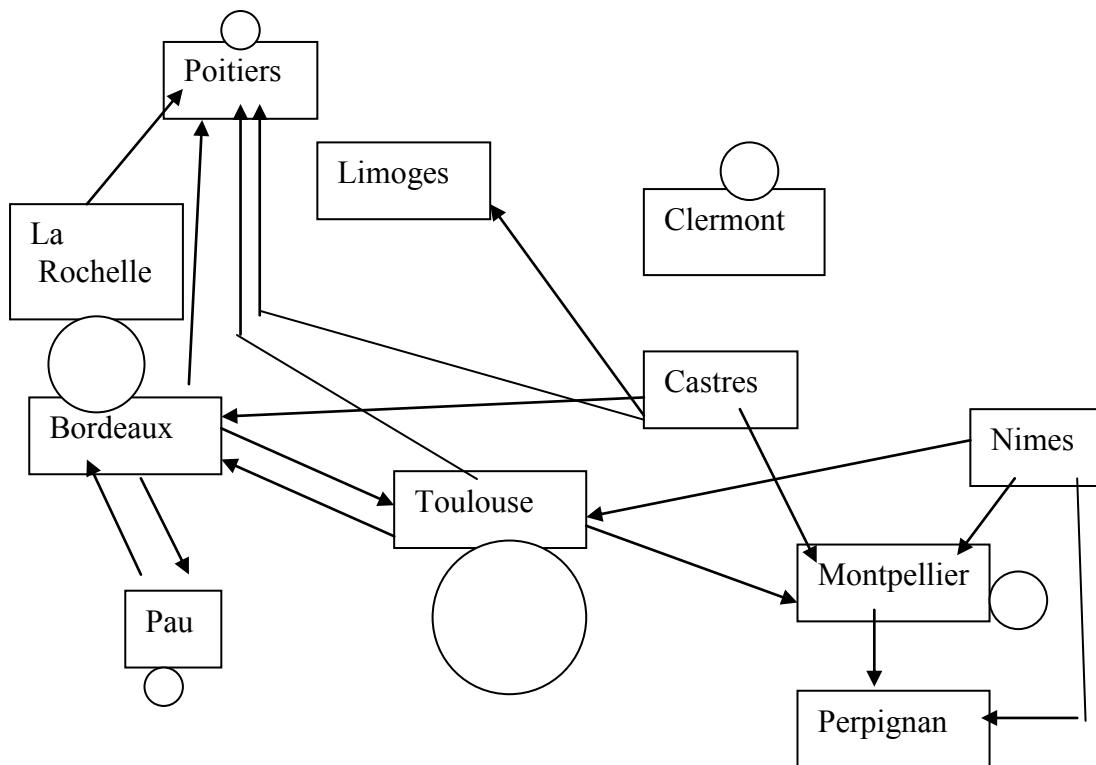 Poitiers
Limoges
Clermont
La
Rochelle
Castres
Bordeaux
Nimes
Toulouse
Montpellier
Pau
Perpignan